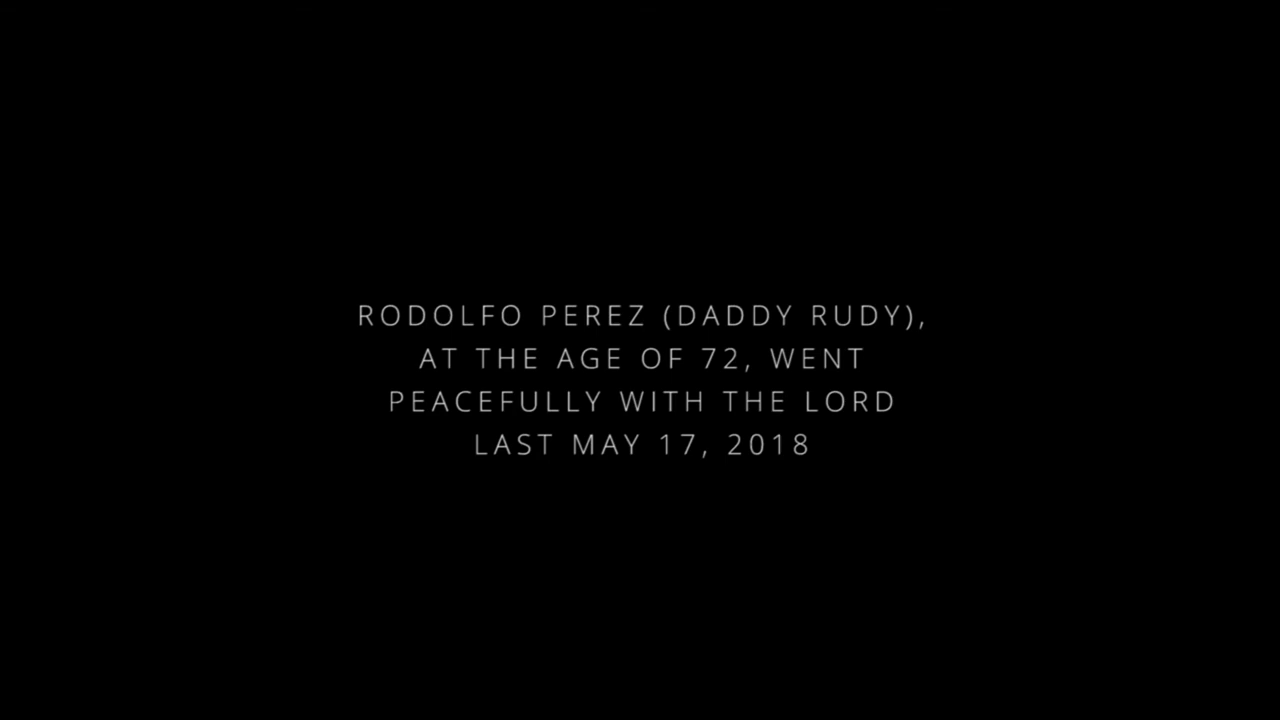 RODOLFO PEREZ (DADDY RUDY),
AT THE AGE OF 72, WENT
PEACEFULLY WITH THE LORD
LAST MAY 17, 2018